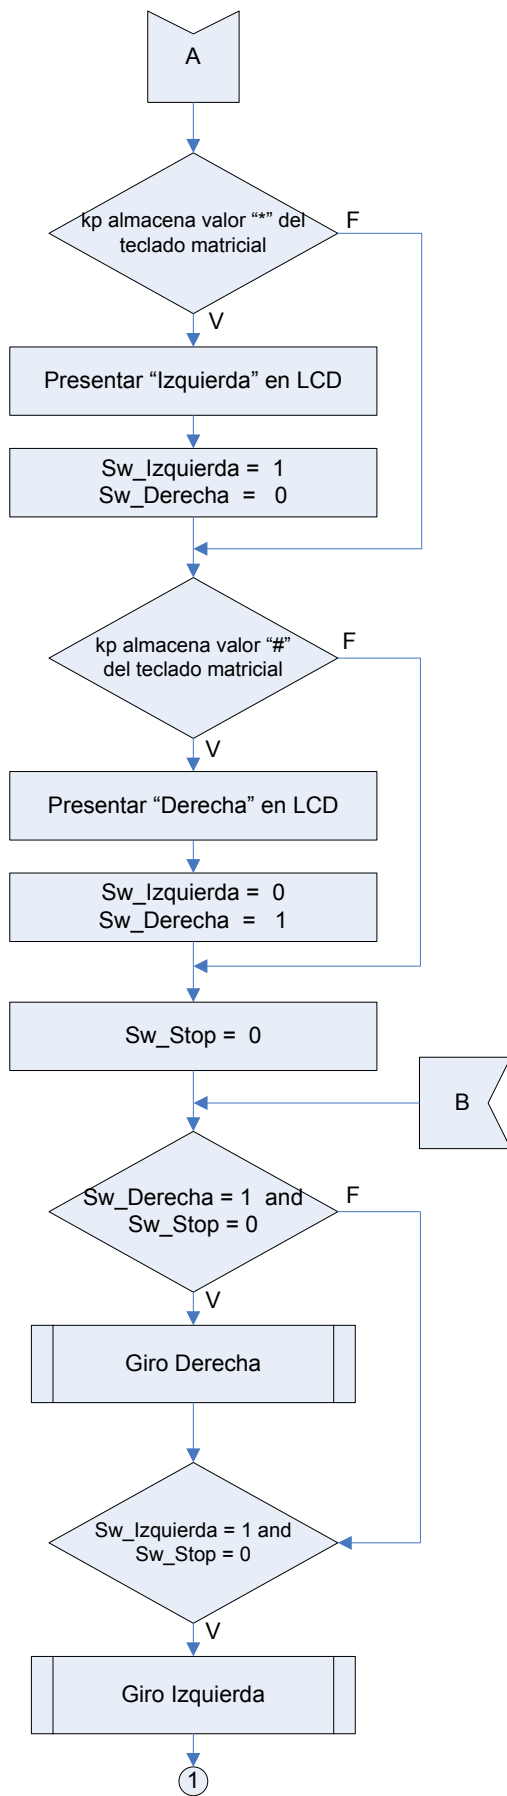 A
kp almacena valor “*” del
teclado matricial
F
V
Presentar “Izquierda” en LCD
Sw_Izquierda = 1
Sw_Derecha = 0
kp almacena valor “#”
del teclado matricial
F
V
Presentar “Derecha” en LCD
Sw_Izquierda = 0
Sw_Derecha = 1
Sw_Stop = 0
B
Sw_Derecha = 1 and
Sw_Stop = 0
F
V
Giro Derecha
Sw_Izquierda = 1 and
Sw_Stop = 0
V
Giro Izquierda
1